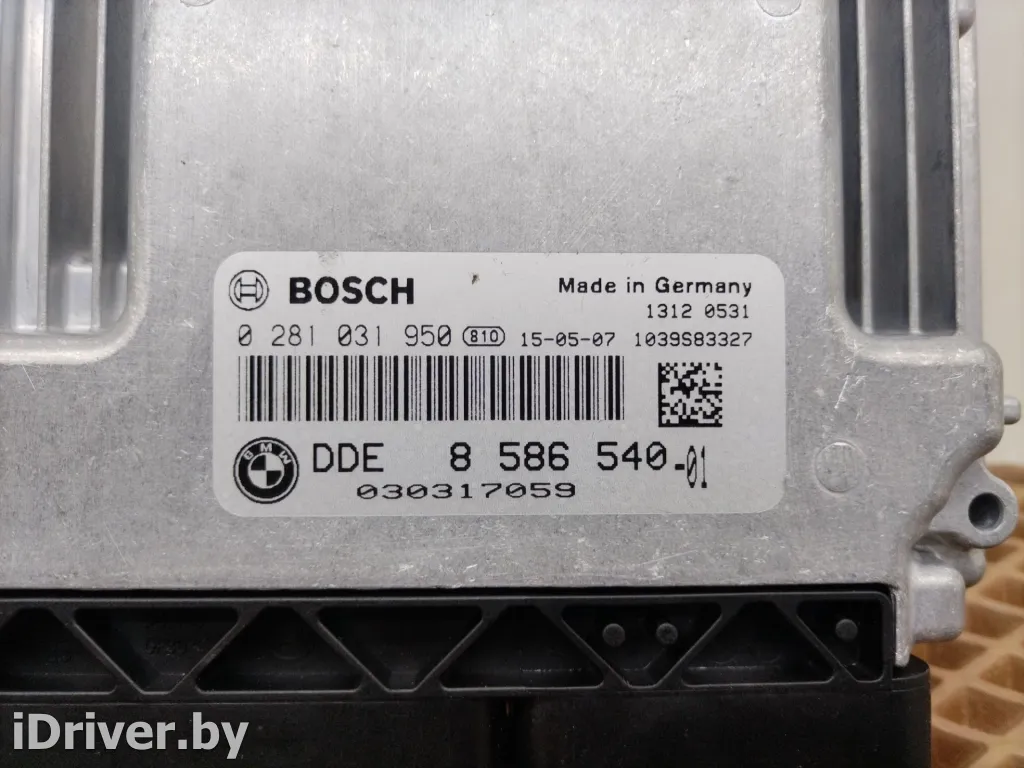 BOSCH
Made in Germany
1312 0531
0 281 031 950 810 15-05-07 1039S83327
BMW
DDE 8 586 540-01
030317059
iDriver.by